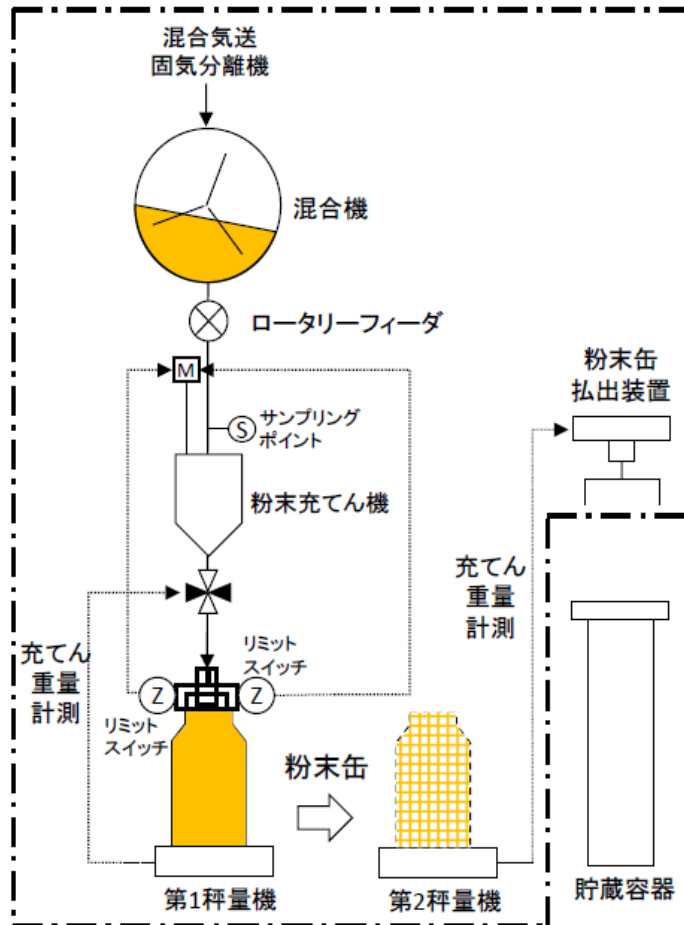 混合気送
固気分離機
混合機
ロータリーフィーダ
M
S
サンプリング
ポイント
粉末缶
払出装置
粉末充てん機
充てん
重量
計測
リミット
スイッチ
充てん
重量
計測
Z
Z
リミット
スイッチ
粉末缶
第1秤量機
第2秤量機
貯蔵容器